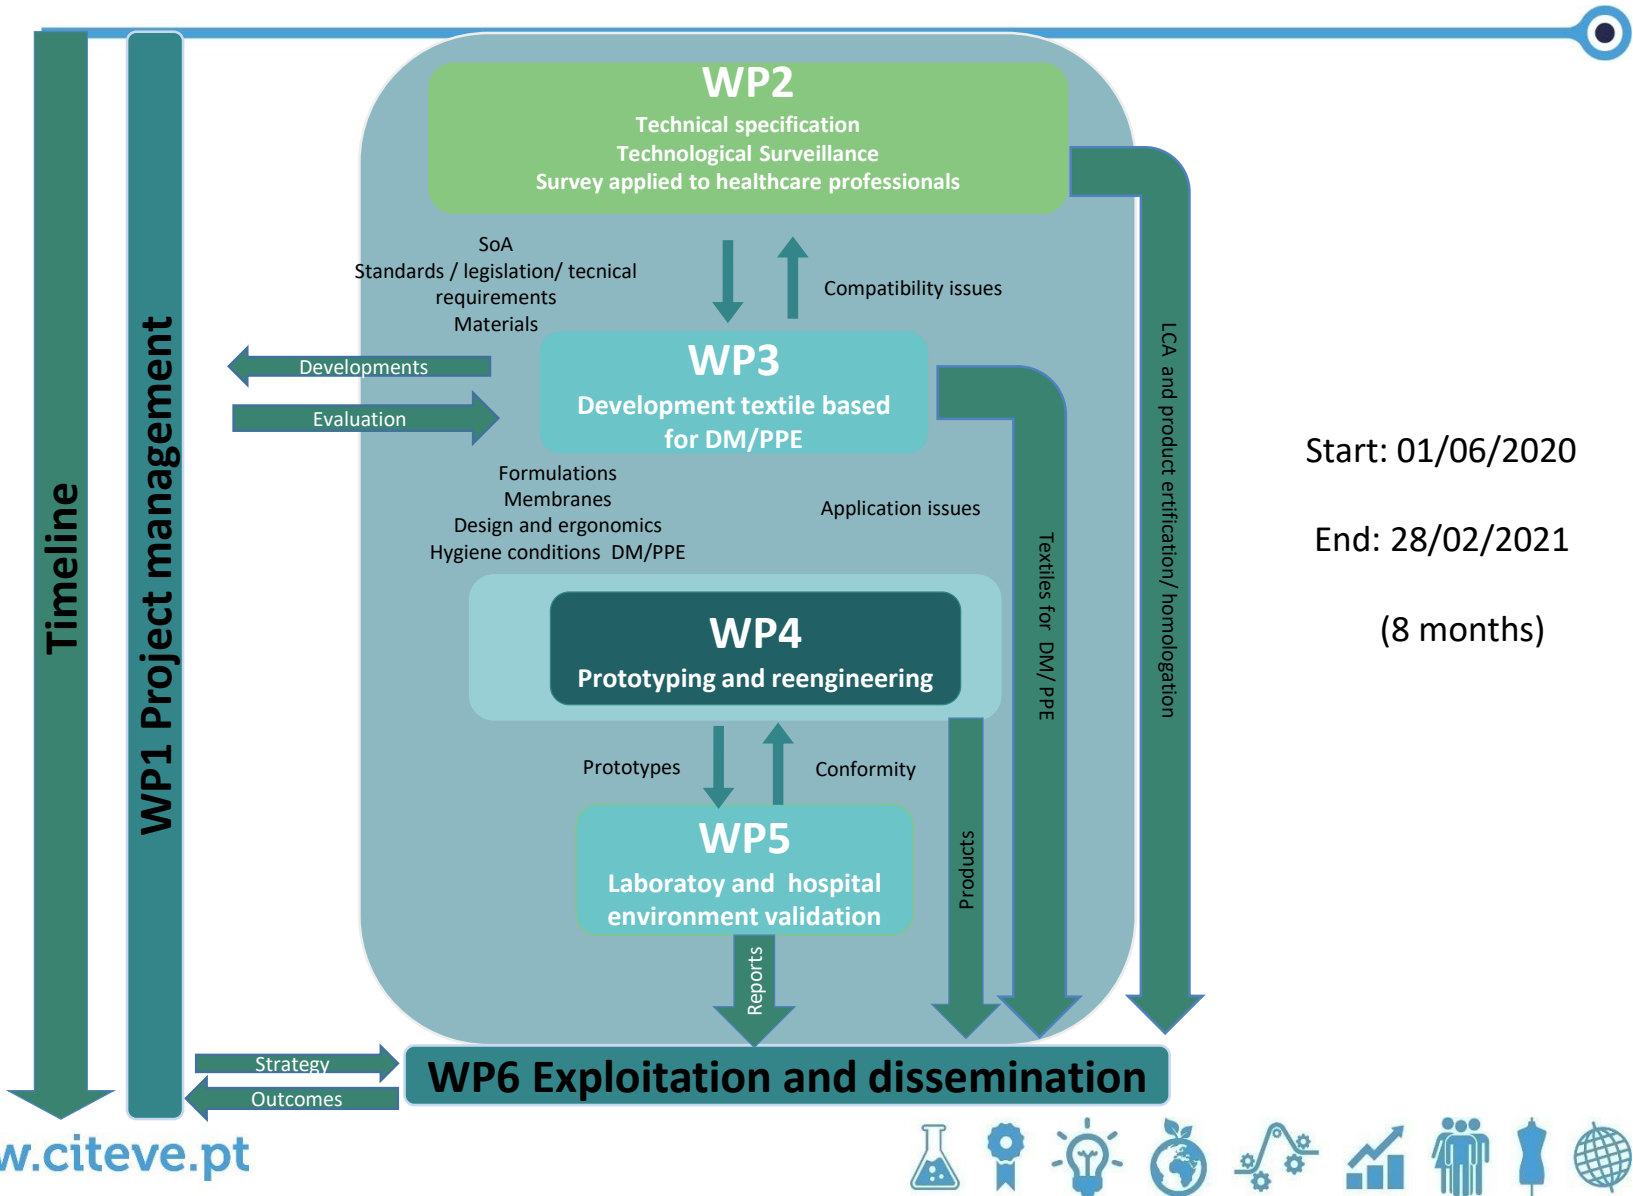 Timeline
WP1 Project management
WP2
Technical specification
Technological Surveillance
Survey applied to healthcare professionals
SoA
Standards / legislation/ tecnical
requirements
Materials
Compatibility issues
Developments
Evaluation
WP3
Development textile based
for DM/PPE
Formulations
Membranes
Design and ergonomics
Hygiene conditions DM/PPE
Application issues
WP4
Prototyping and reengineering
Prototypes
Conformity
WP5
Laboratoy and hospital
environment validation
Reports
Products
Textiles for DM/ PPE
LCA and product ertification/ homologation
Strategy
Outcomes
WP6 Exploitation and dissemination
Start: 01/06/2020
End: 28/02/2021
(8 months)
w.citeve.pt